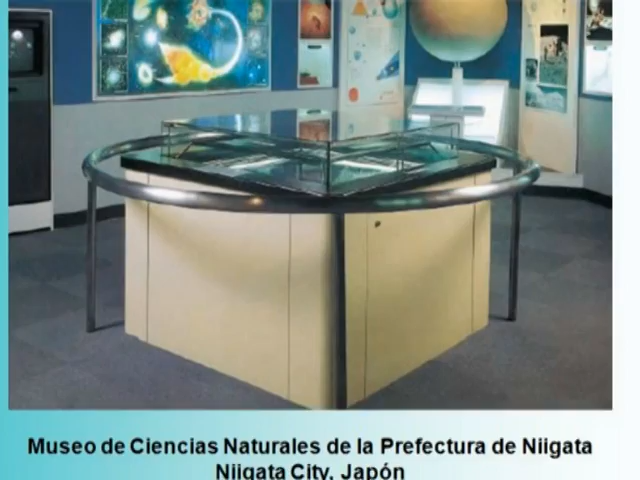 Museo de Ciencias Naturales de la Prefectura de Niigata
Niigata City, Japón